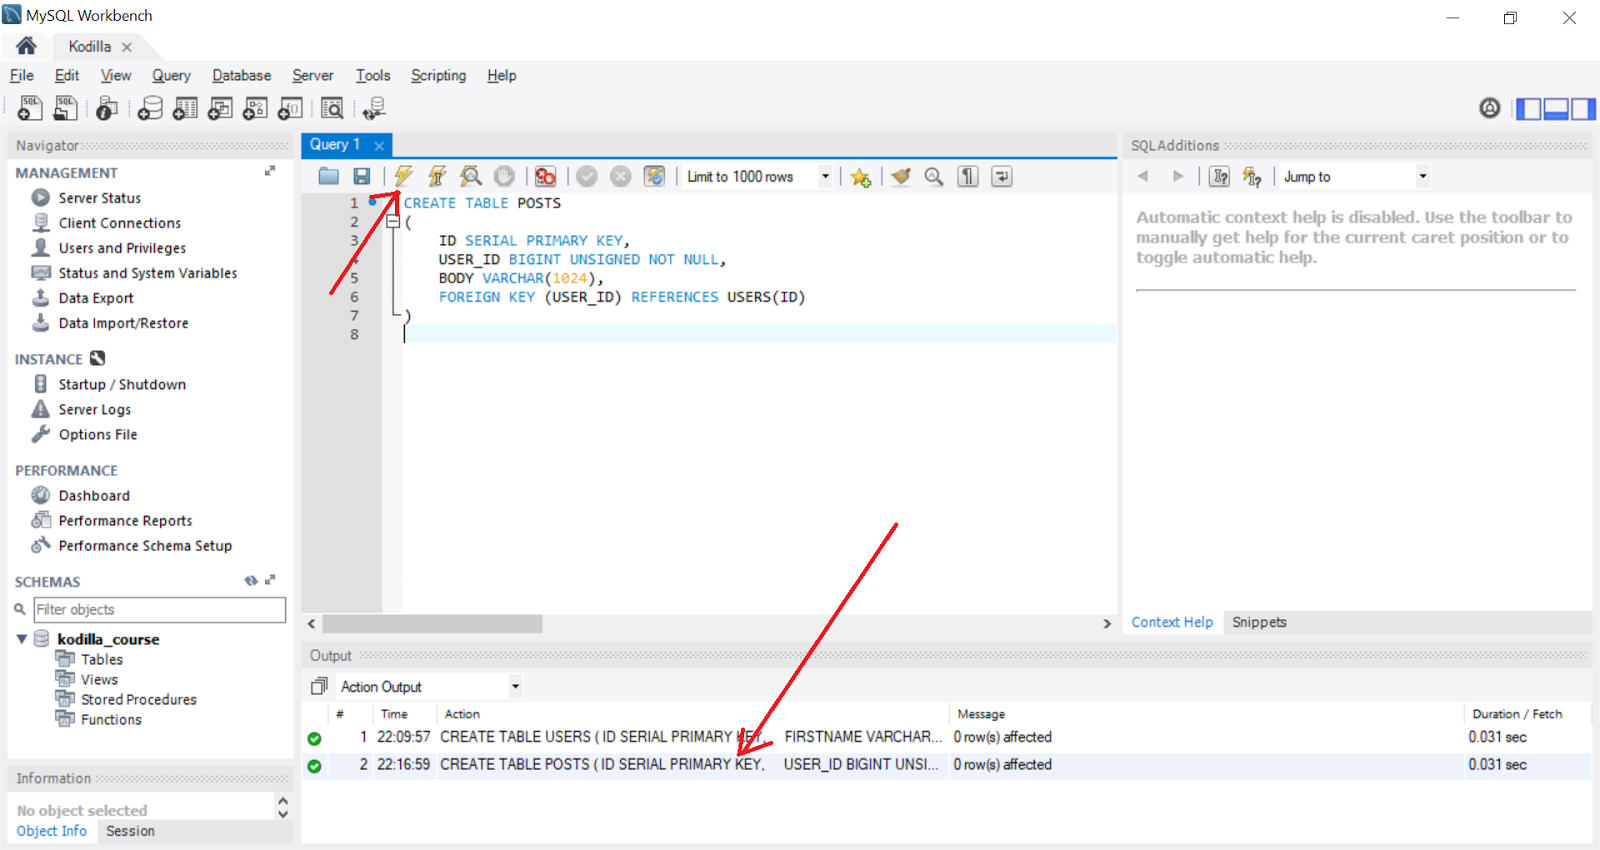 MySQL Workbench
Kodilla
File Edit View Query Database Server Tools Scripting Help
Navigator
MANAGEMENT
Server Status
Client Connections
Users and Privileges
Status and System Variables
Data Export
Data Import/Restore
INSTANCE
Startup / Shutdown
Server Logs
Options File
PERFORMANCE
Dashboard
Performance Reports
Performance Schema Setup
SCHEMAS
Filter objects
kodilla_course
Tables
Views
Stored Procedures
Functions
Information
No object selected
Object Info Session
Query 1
Limit to 1000 rows
1 CREATE TABLE POSTS
2 (
3 ID SERIAL PRIMARY KEY,
4 USER_ID BIGINT UNSIGNED NOT NULL,
5 BODY VARCHAR(1024),
6 FOREIGN KEY (USER_ID) REFERENCES USERS(ID)
7 )
8
SQLAdditions
Jump to
Automatic context help is disabled. Use the toolbar to
manually get help for the current caret position or to
toggle automatic help.
Context Help Snippets
Output
Action Output
# Time Action Message Duration / Fetch
1 22:09:57 CREATE TABLE USERS ( ID SERIAL PRIMARY KEY, FIRSTNAME VARCHAR... 0 row(s) affected 0.031 sec
2 22:16:59 CREATE TABLE POSTS ( ID SERIAL PRIMARY KEY, USER_ID BIGINT UNSI... 0 row(s) affected 0.031 sec